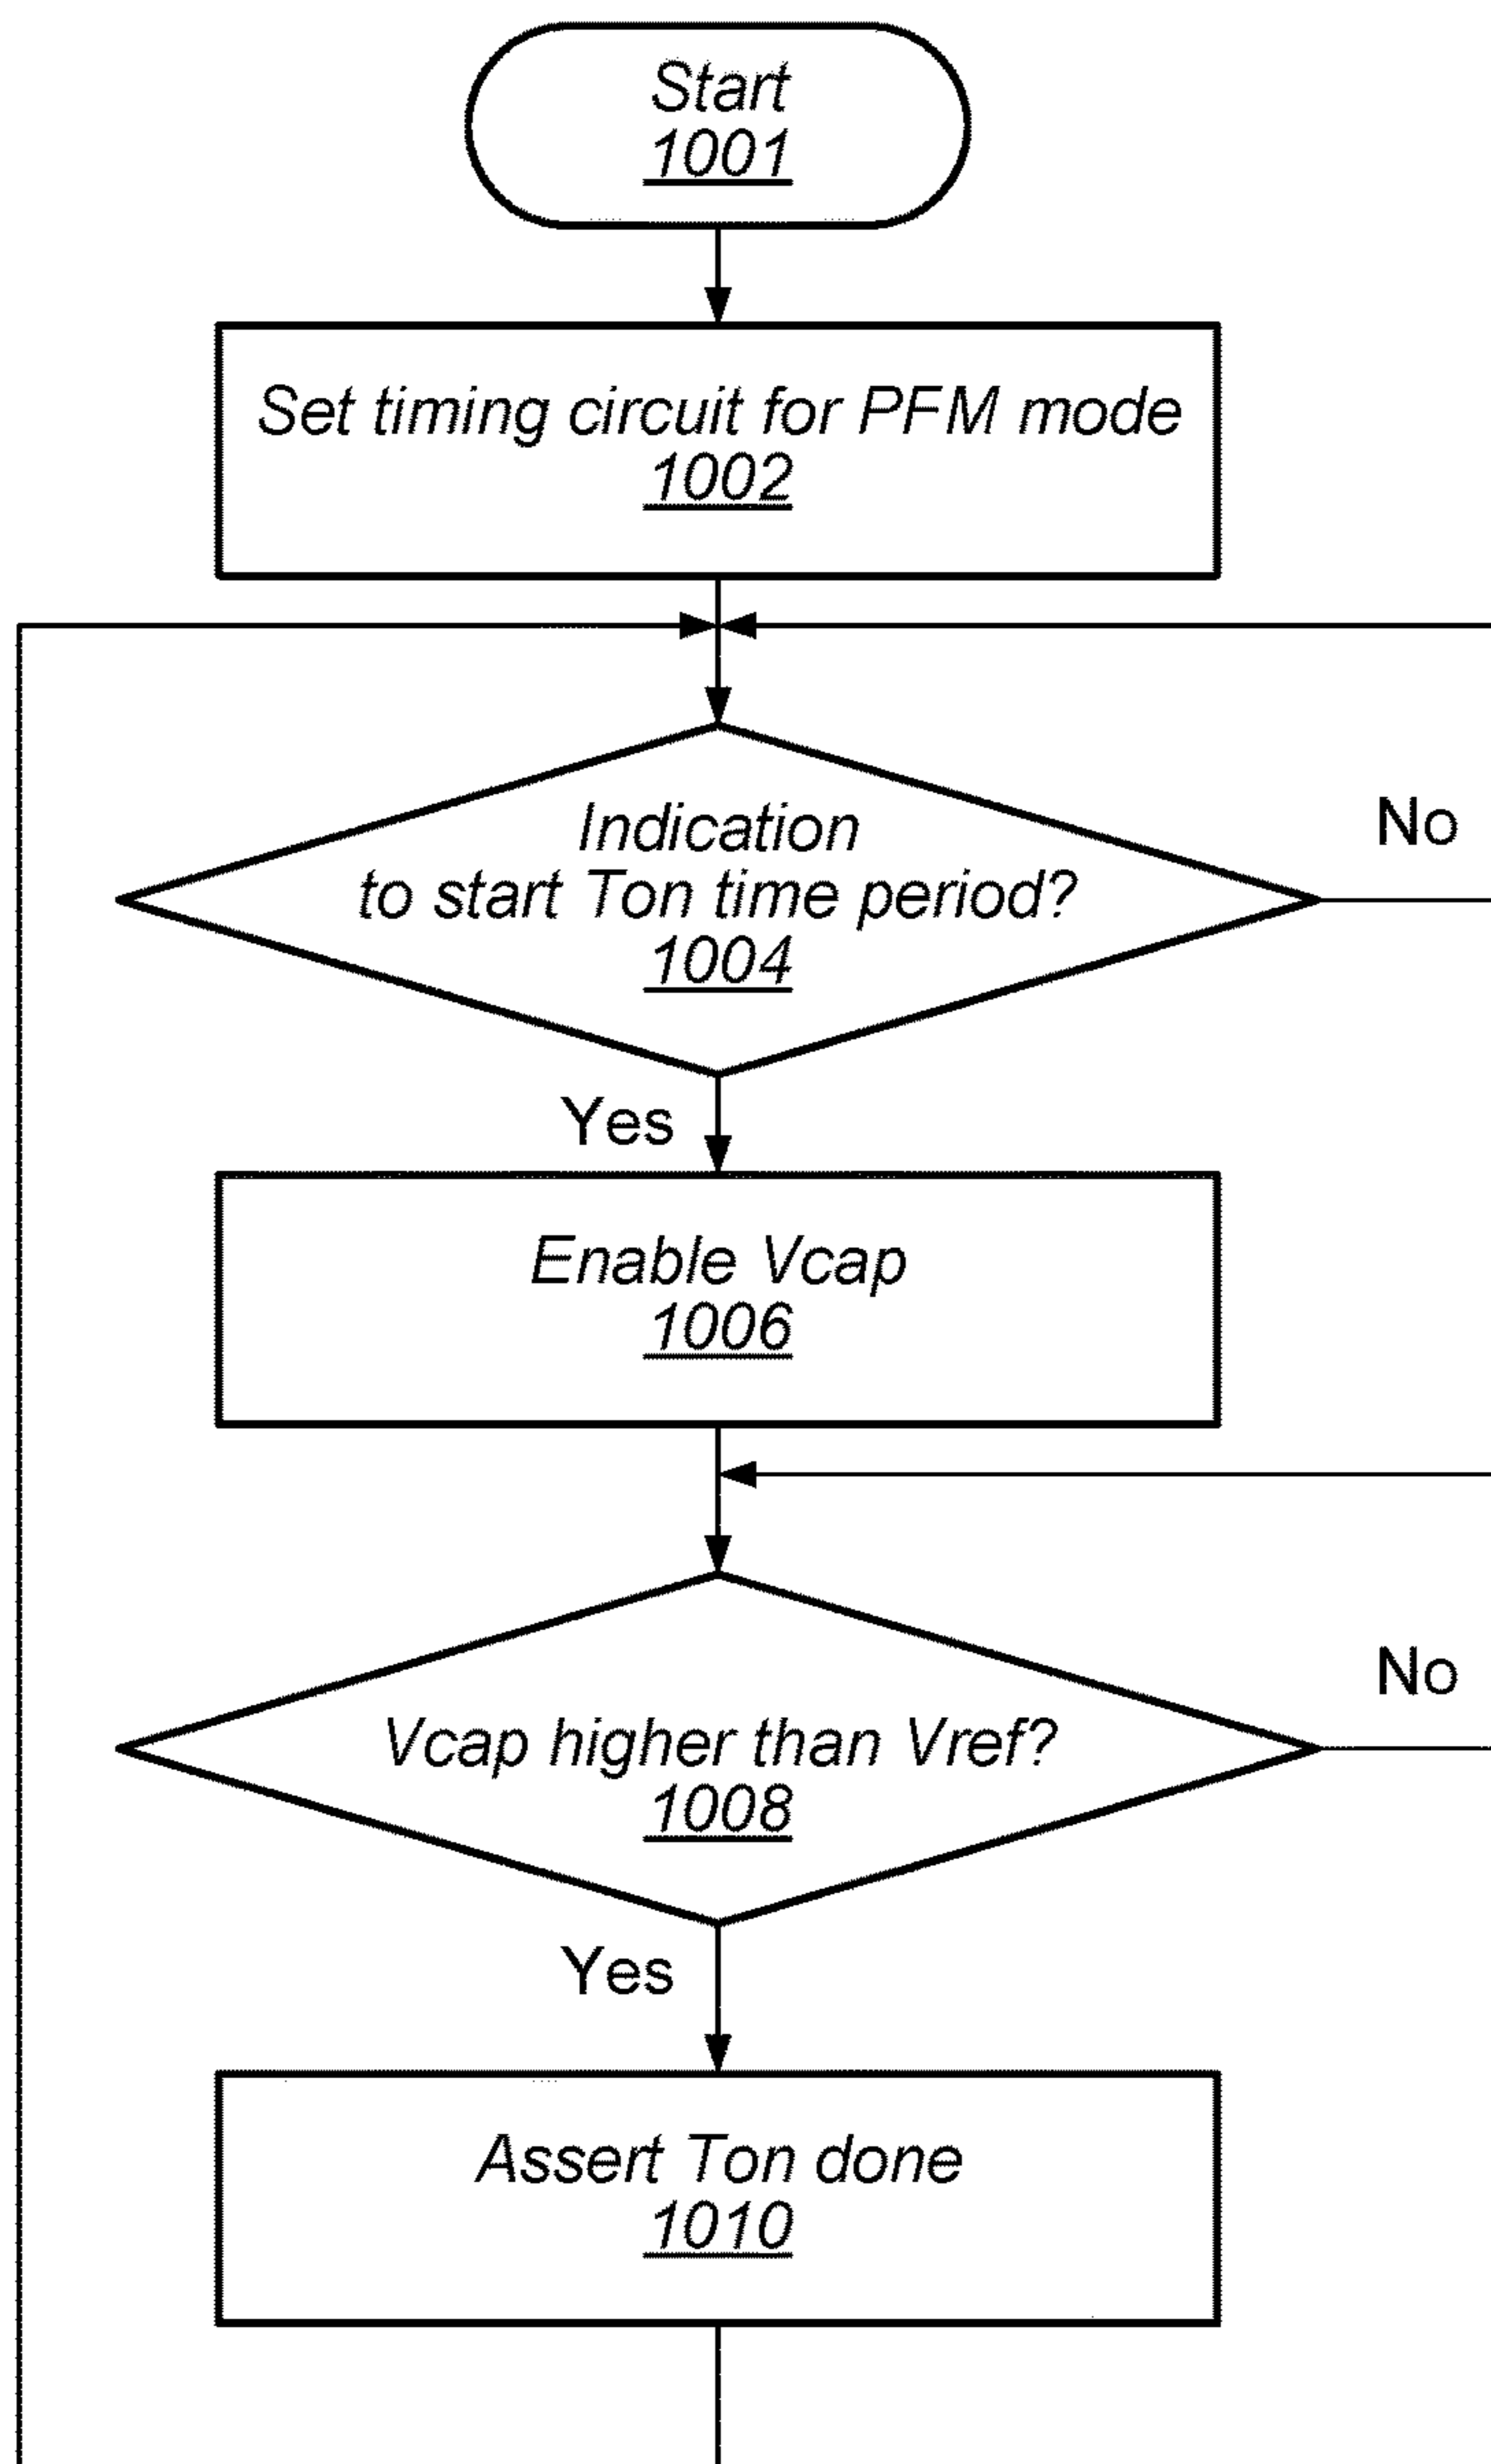 Start
1001
Set timing circuit for PFM mode
1002
Indication
to start Ton time period?
1004
No
Yes
Enable Vcap
1006
Vcap higher than Vref?
1008
No
Yes
Assert Ton done
1010